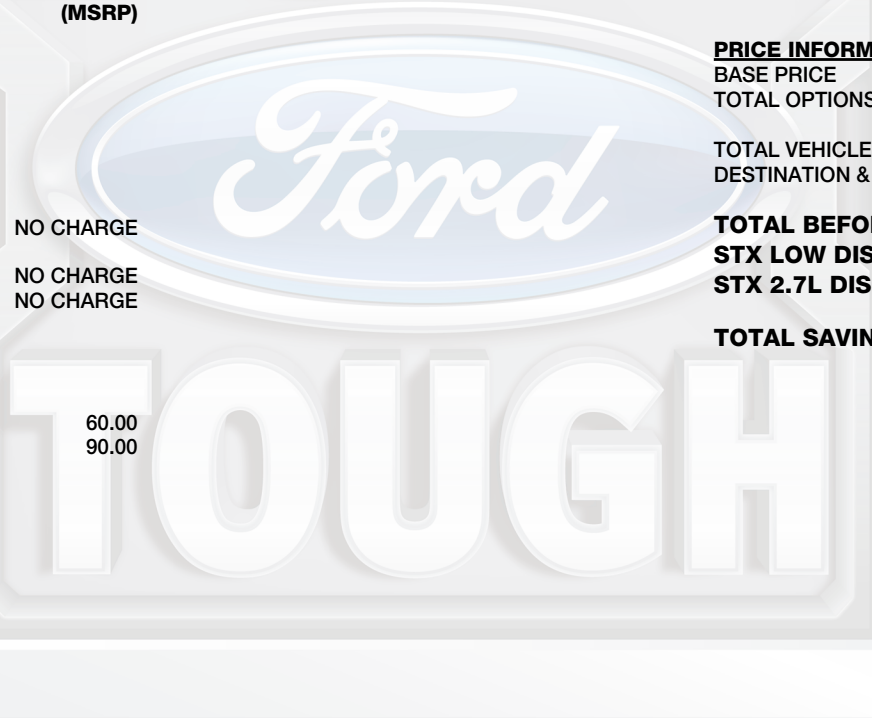 (MSRP)
NO CHARGE
NO CHARGE
NO CHARGE
60.00
90.00
PRICE INFORM
BASE PRICE
TOTAL OPTIONS
TOTAL VEHICLE
DESTINATION &
TOTAL BEFO
STX LOW DIS
STX 2.7L DIS
TOTAL SAVIN
Ford
TOUGH